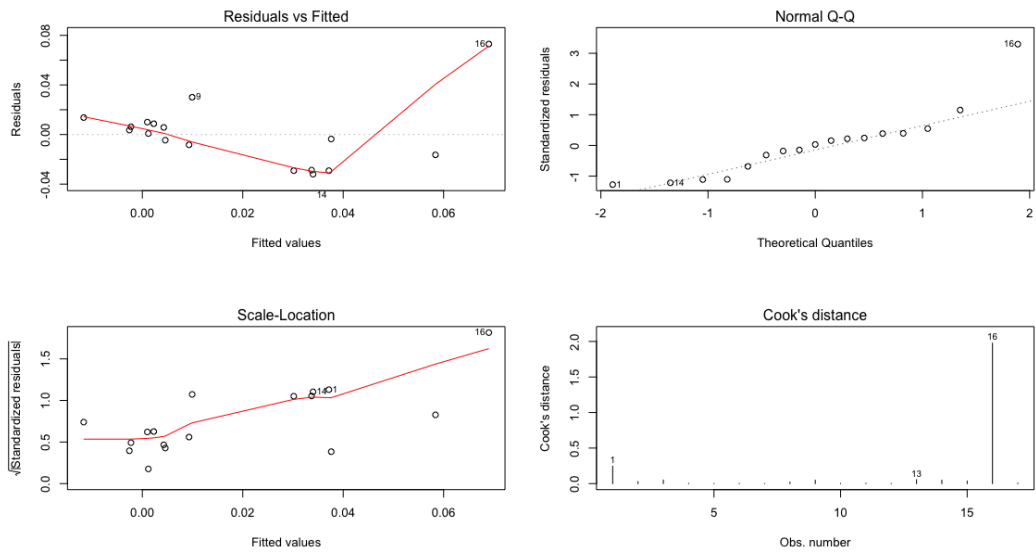 Residuals vs Fitted
Residuals
0.08
0.04
0.00
-0.04
16
9
14
0.00 0.02 0.04 0.06
Fitted values
Normal Q-Q
Standardized residuals
3
2
1
0
-1
16
1
14
-2 -1 0 1 2
Theoretical Quantiles
Scale-Location
√|Standardized residuals|
1.5
1.0
0.5
0.0
16
14
1
0.00 0.02 0.04 0.06
Fitted values
Cook's distance
Cook's distance
2.0
1.5
1.0
0.5
0.0
16
1
13
5 10 15
Obs. number